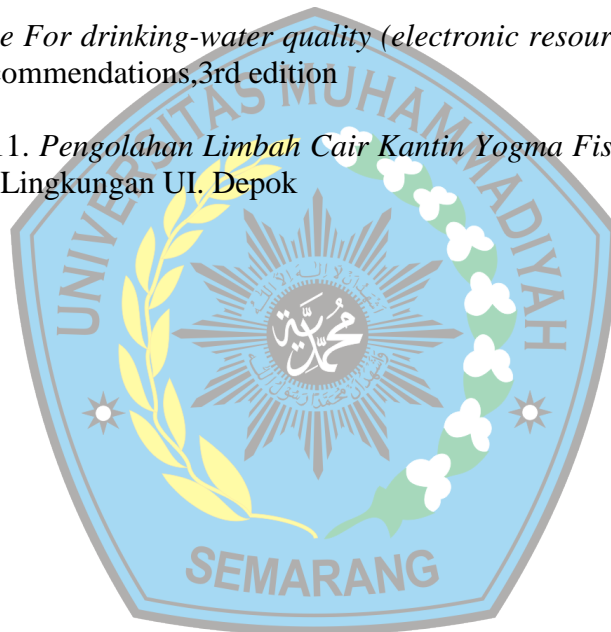 e For drinking-water quality (electronic resour
commendations,3rd edition
11. Pengolahan Limbah Cair Kantin Yogma Fis
Lingkungan UI. Depok
UNIVERSITAS MUHAMMADIYAH
SEMARANG